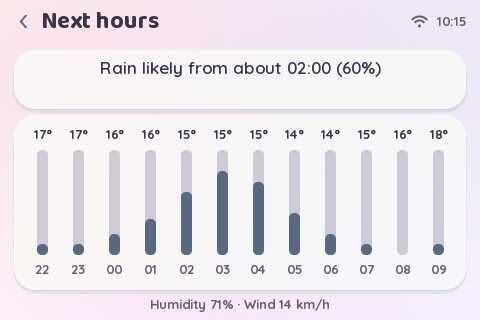 Next hours
10:15
Rain likely from about 02:00 (60%)
17° 17° 16° 16° 15° 15° 15° 14° 14° 15° 16° 18°
22 23 00 01 02 03 04 05 06 07 08 09
Humidity 71% · Wind 14 km/h